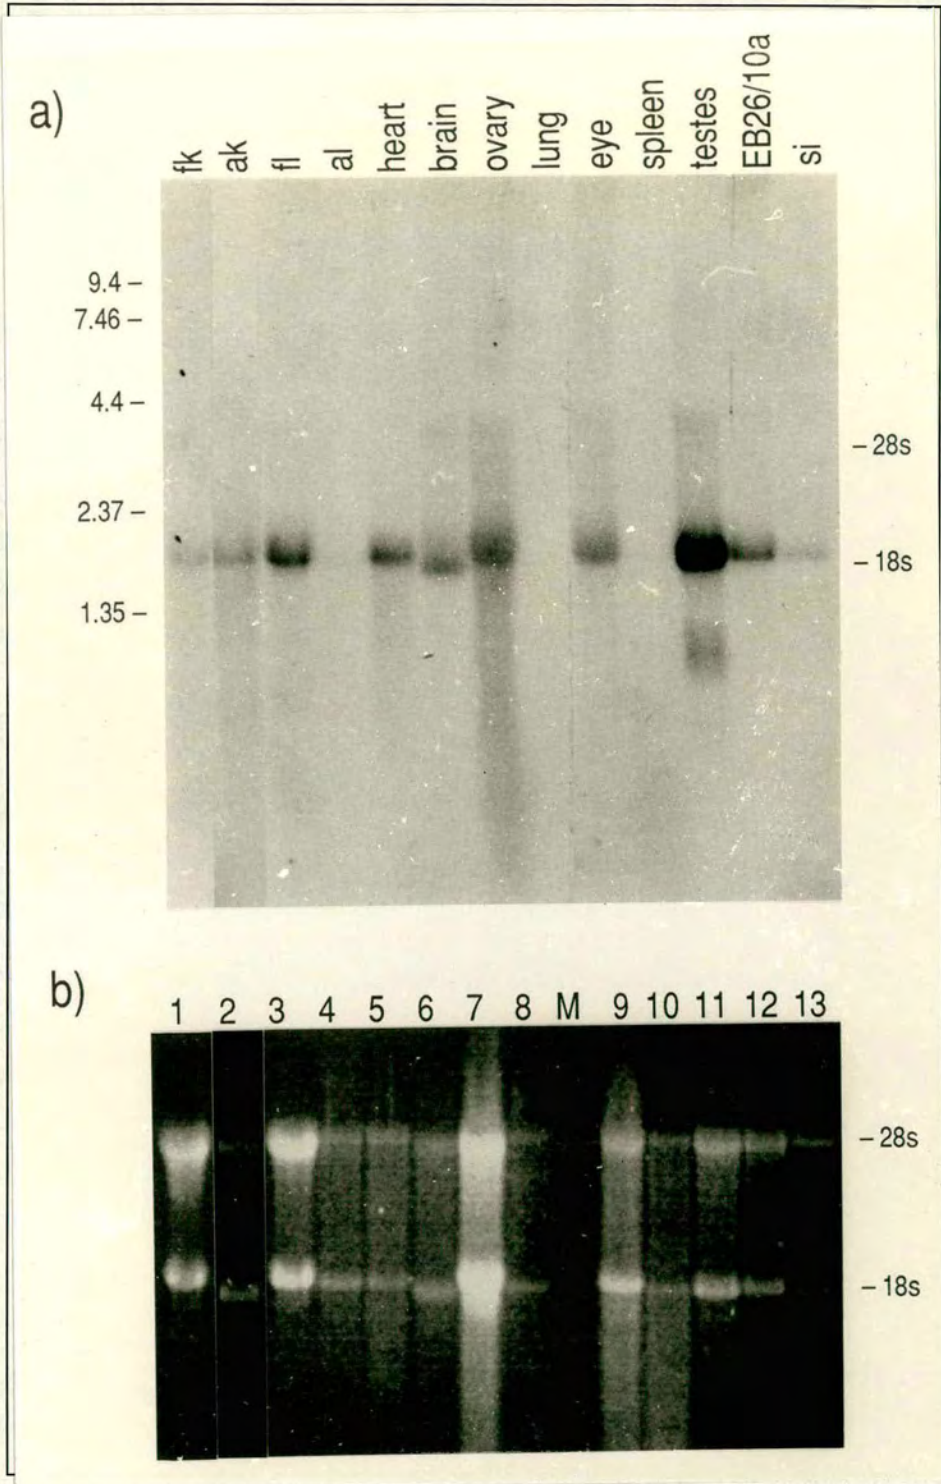 a)
fk ak fl al heart brain ovary lung eye spleen testes EB26/10a si
9.4 –
7.46 –
4.4 –
– 28s
2.37 –
– 18s
1.35 –
b)
1 2 3 4 5 6 7 8 M 9 10 11 12 13
– 28s
– 18s